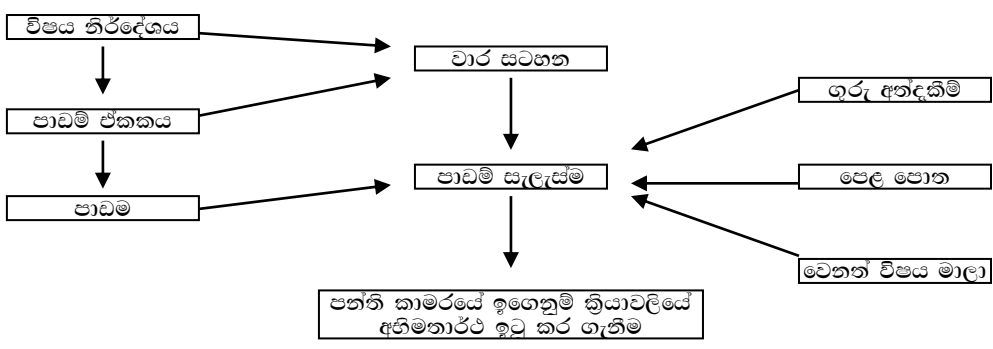 විෂය නිර්දේශය
වාර සටහන
ගුරු අත්දැකීම්
පාඩම් ඒකකය
පාඩම් සැලැස්ම
පෙළ පොත
පාඩම
වෙනත් විෂය මාලා
පන්ති කාමරයේ ඉගෙනුම් ක්‍රියාවලියේ
අභිමතාර්ථ ඉටු කර ගැනීම